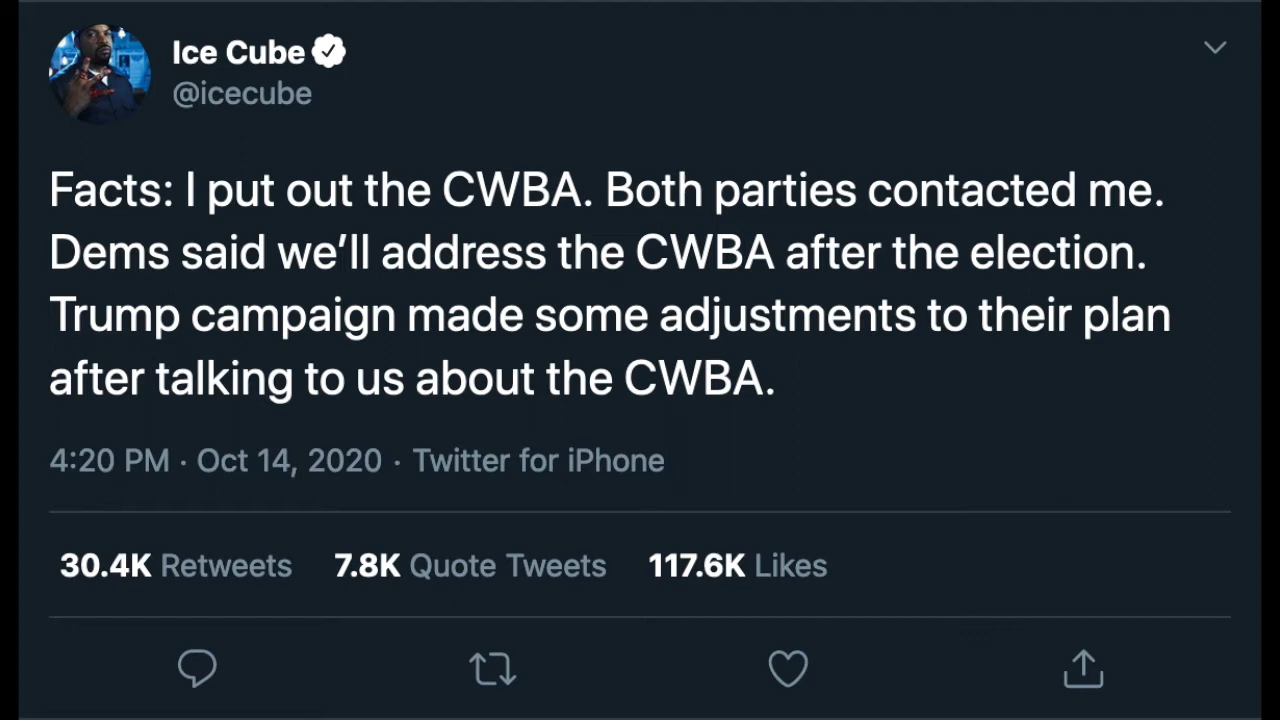 Ice Cube
@icecube
Facts: I put out the CWBA. Both parties contacted me.
Dems said we’ll address the CWBA after the election.
Trump campaign made some adjustments to their plan
after talking to us about the CWBA.
4:20 PM · Oct 14, 2020 · Twitter for iPhone
30.4K Retweets 7.8K Quote Tweets 117.6K Likes